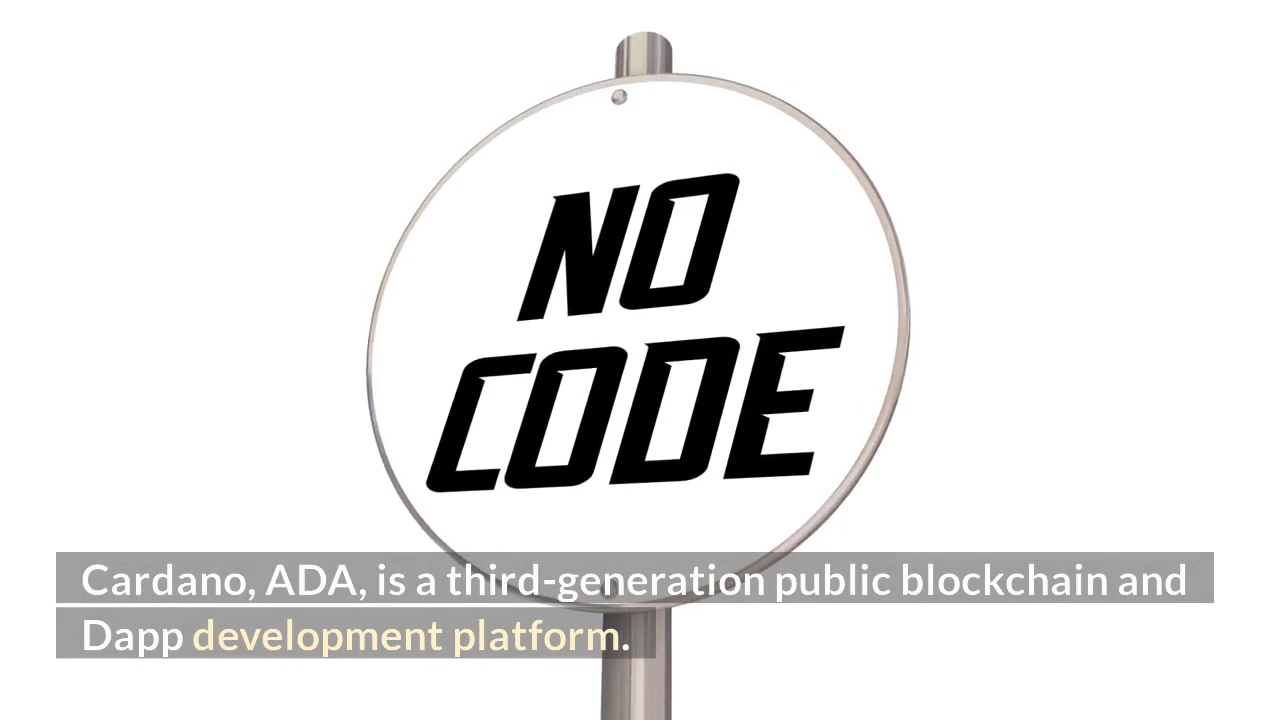 NO
CODE
Cardano, ADA, is a third-generation public blockchain and
Dapp development platform.